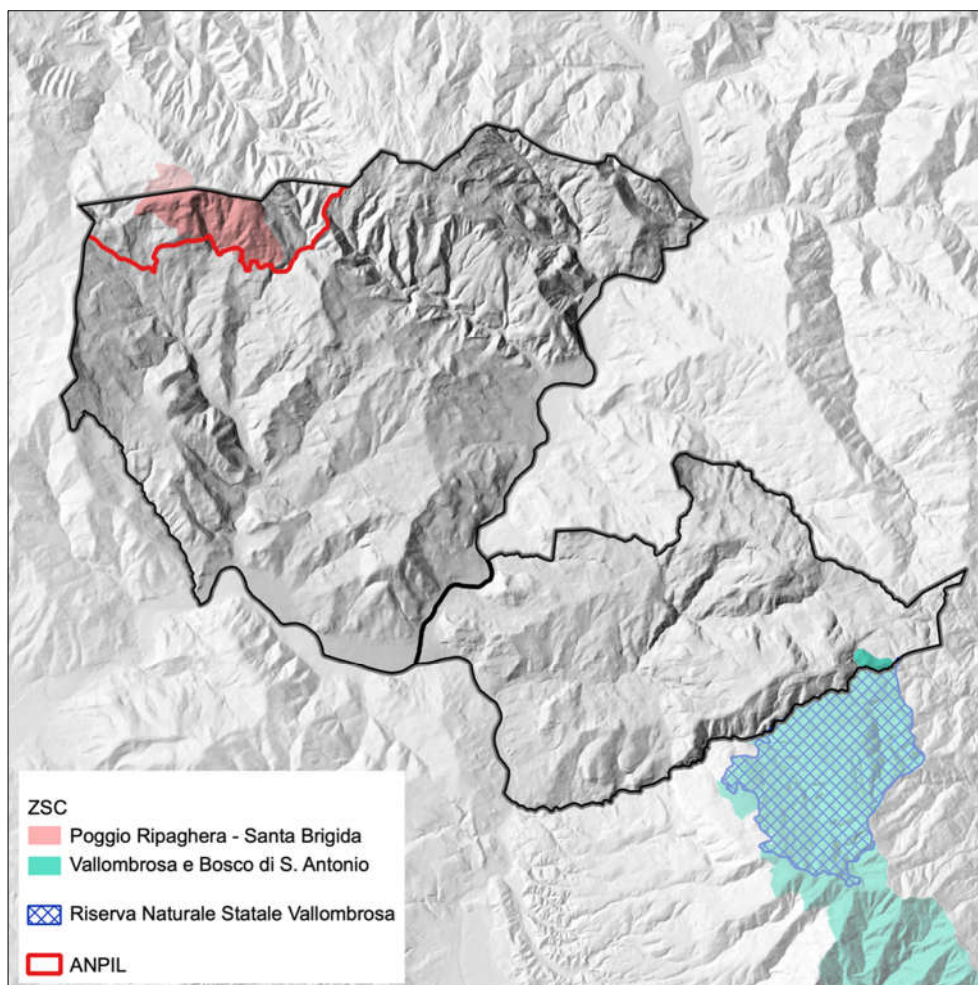 ZSC
Poggio Ripaghera - Santa Brigida
Vallombrosa e Bosco di S. Antonio
Riserva Naturale Statale Vallombrosa
ANPIL